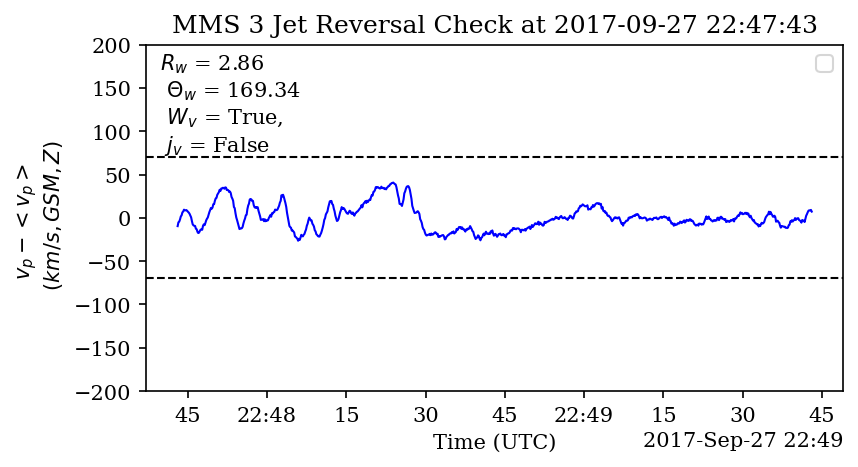 MMS 3 Jet Reversal Check at 2017-09-27 22:47:43
R_w = 2.86
Θ_w = 169.34
W_v = True,
j_v = False
200
150
100
50
0
−50
−100
−150
−200
v_p − < v_p >
(km/s, GSM, Z)
45 22:48 15 30 45 22:49 15 30 45
Time (UTC)
2017-Sep-27 22:49